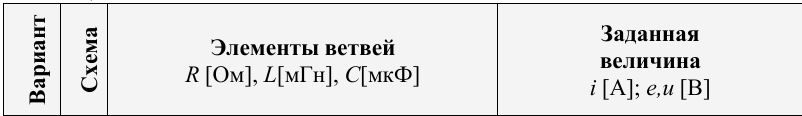 Вариант
Схема
Элементы ветвей
R [Ом], L[мГн], C[мкФ]
Заданная
величина
i [А]; e,u [В]